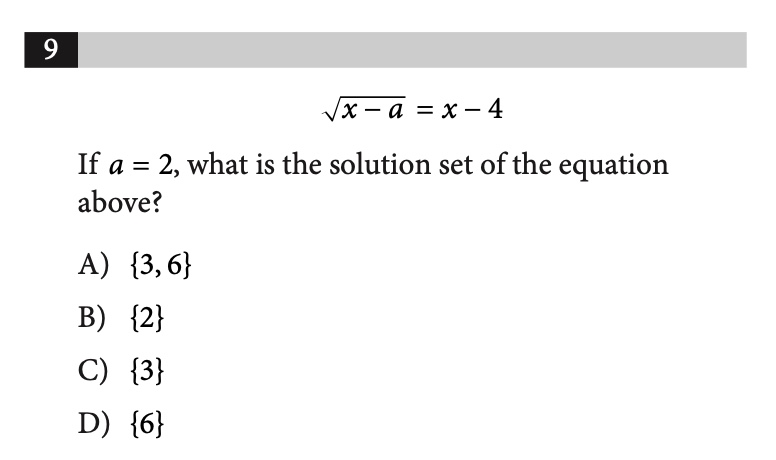 9
√x − a = x − 4
If a = 2, what is the solution set of the equation
above?
A) {3, 6}
B) {2}
C) {3}
D) {6}